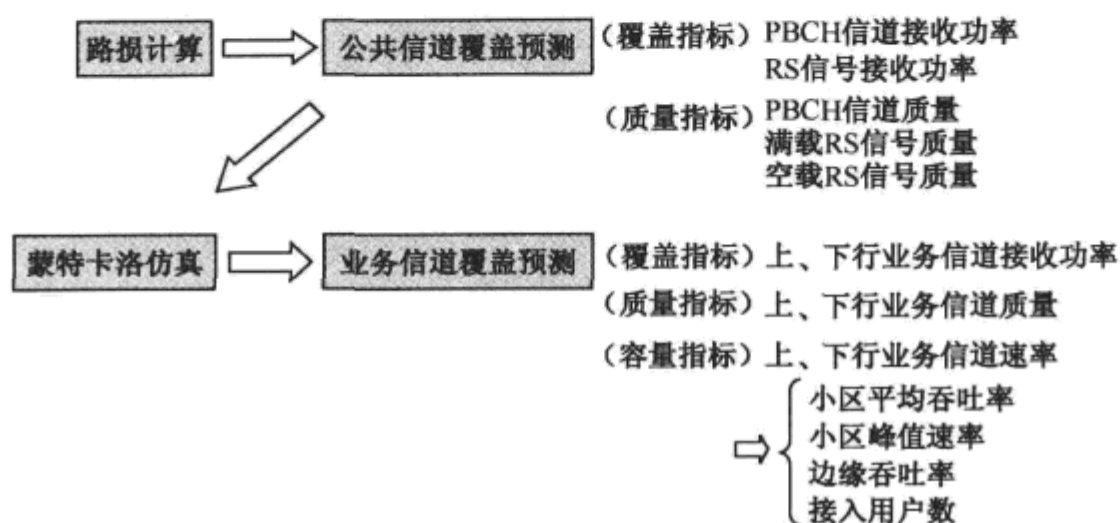 路损计算 公共信道覆盖预测 （覆盖指标） PBCH信道接收功率
RS信号接收功率
（质量指标） PBCH信道质量
满载RS信号质量
空载RS信号质量
蒙特卡洛仿真 业务信道覆盖预测 （覆盖指标） 上、下行业务信道接收功率
（质量指标） 上、下行业务信道质量
（容量指标） 上、下行业务信道速率
小区平均吞吐率
小区峰值速率
边缘吞吐率
接入用户数